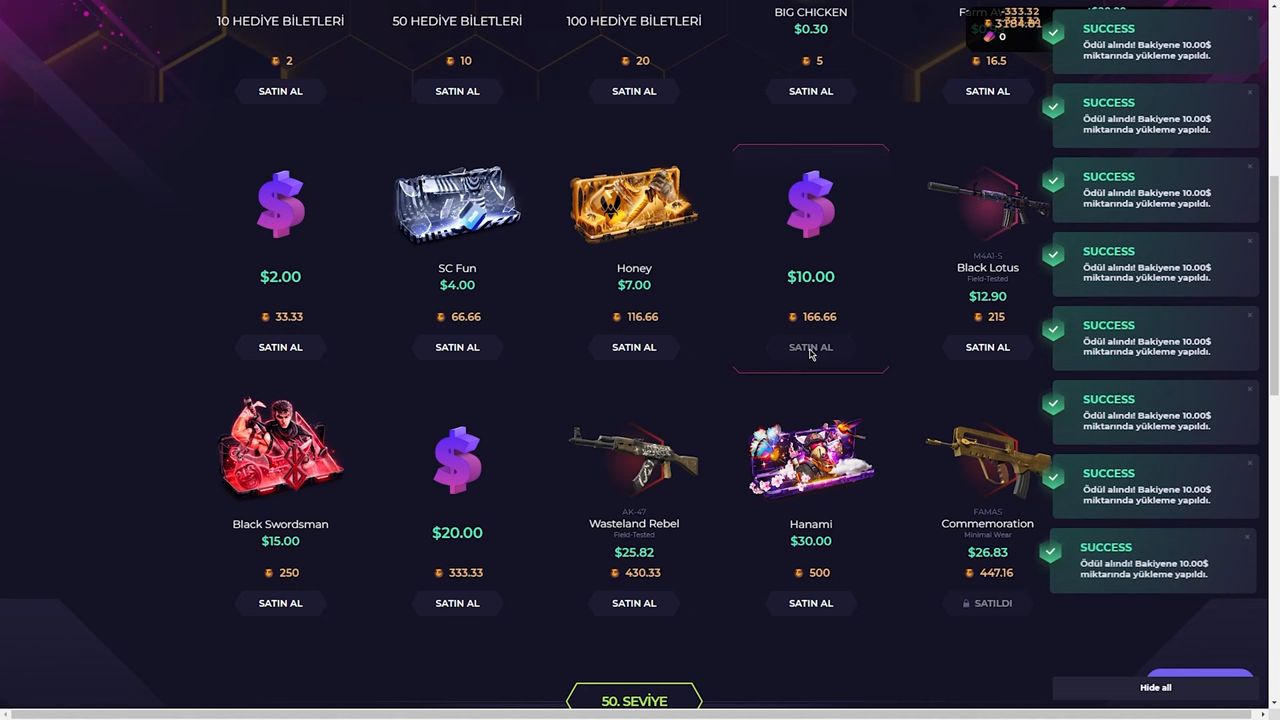 10 HEDİYE BİLETLERİ
2
SATIN AL
50 HEDİYE BİLETLERİ
10
SATIN AL
100 HEDİYE BİLETLERİ
20
SATIN AL
BIG CHICKEN
$0.30
5
SATIN AL
16.5
SATIN AL
-333.32
0
$2.00
33.33
SATIN AL
SC Fun
$4.00
66.66
SATIN AL
Honey
$7.00
116.66
SATIN AL
$10.00
166.66
SATIN AL
M4A1-S
Black Lotus
Field-Tested
$12.90
215
SATIN AL
Black Swordsman
$15.00
250
SATIN AL
$20.00
333.33
SATIN AL
AK-47
Wasteland Rebel
Field-Tested
$25.82
430.33
SATIN AL
Hanami
$30.00
500
SATIN AL
FAMAS
Commemoration
Minimal Wear
$26.83
447.16
SATILDI
50. SEVİYE
SUCCESS
Ödül alındı! Bakiyene 10.00$
miktarında yükleme yapıldı.
SUCCESS
Ödül alındı! Bakiyene 10.00$
miktarında yükleme yapıldı.
SUCCESS
Ödül alındı! Bakiyene 10.00$
miktarında yükleme yapıldı.
SUCCESS
Ödül alındı! Bakiyene 10.00$
miktarında yükleme yapıldı.
SUCCESS
Ödül alındı! Bakiyene 10.00$
miktarında yükleme yapıldı.
SUCCESS
Ödül alındı! Bakiyene 10.00$
miktarında yükleme yapıldı.
SUCCESS
Ödül alındı! Bakiyene 10.00$
miktarında yükleme yapıldı.
SUCCESS
Ödül alındı! Bakiyene 10.00$
miktarında yükleme yapıldı.
Hide all